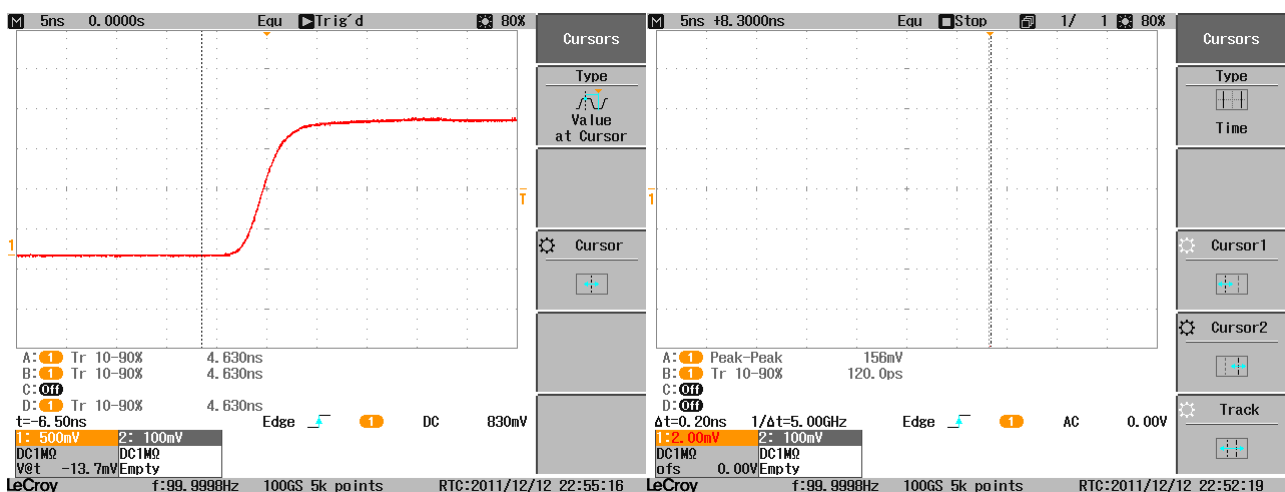 M 5ns 0.0000s Equ Trig'd 80%
Cursors
Type
Value
at Cursor
T
1
Cursor
A: 1 Tr 10-90% 4.630ns
B: 1 Tr 10-90% 4.630ns
C: Off
D: 1 Tr 10-90% 4.630ns
t=-6.50ns Edge 1 DC 830mV
1: 500mV 2: 100mV
DC1MΩ DC1MΩ
V@t -13.7mV Empty
LeCroy f:99.9998Hz 100GS 5k points RTC:2011/12/12 22:55:16
M 5ns +8.3000ns Equ Stop 1/ 1 80%
Cursors
Type
Time
1
Cursor1
Cursor2
A: 1 Peak-Peak 156mV
B: 1 Tr 10-90% 120.0ps
C: Off
D: Off
Track
Δt=0.20ns 1/Δt=5.00GHz Edge 1 AC 0.00V
1:2.00mV 2: 100mV
DC1MΩ DC1MΩ
ofs 0.00V Empty
LeCroy f:99.9998Hz 100GS 5k points RTC:2011/12/12 22:52:19